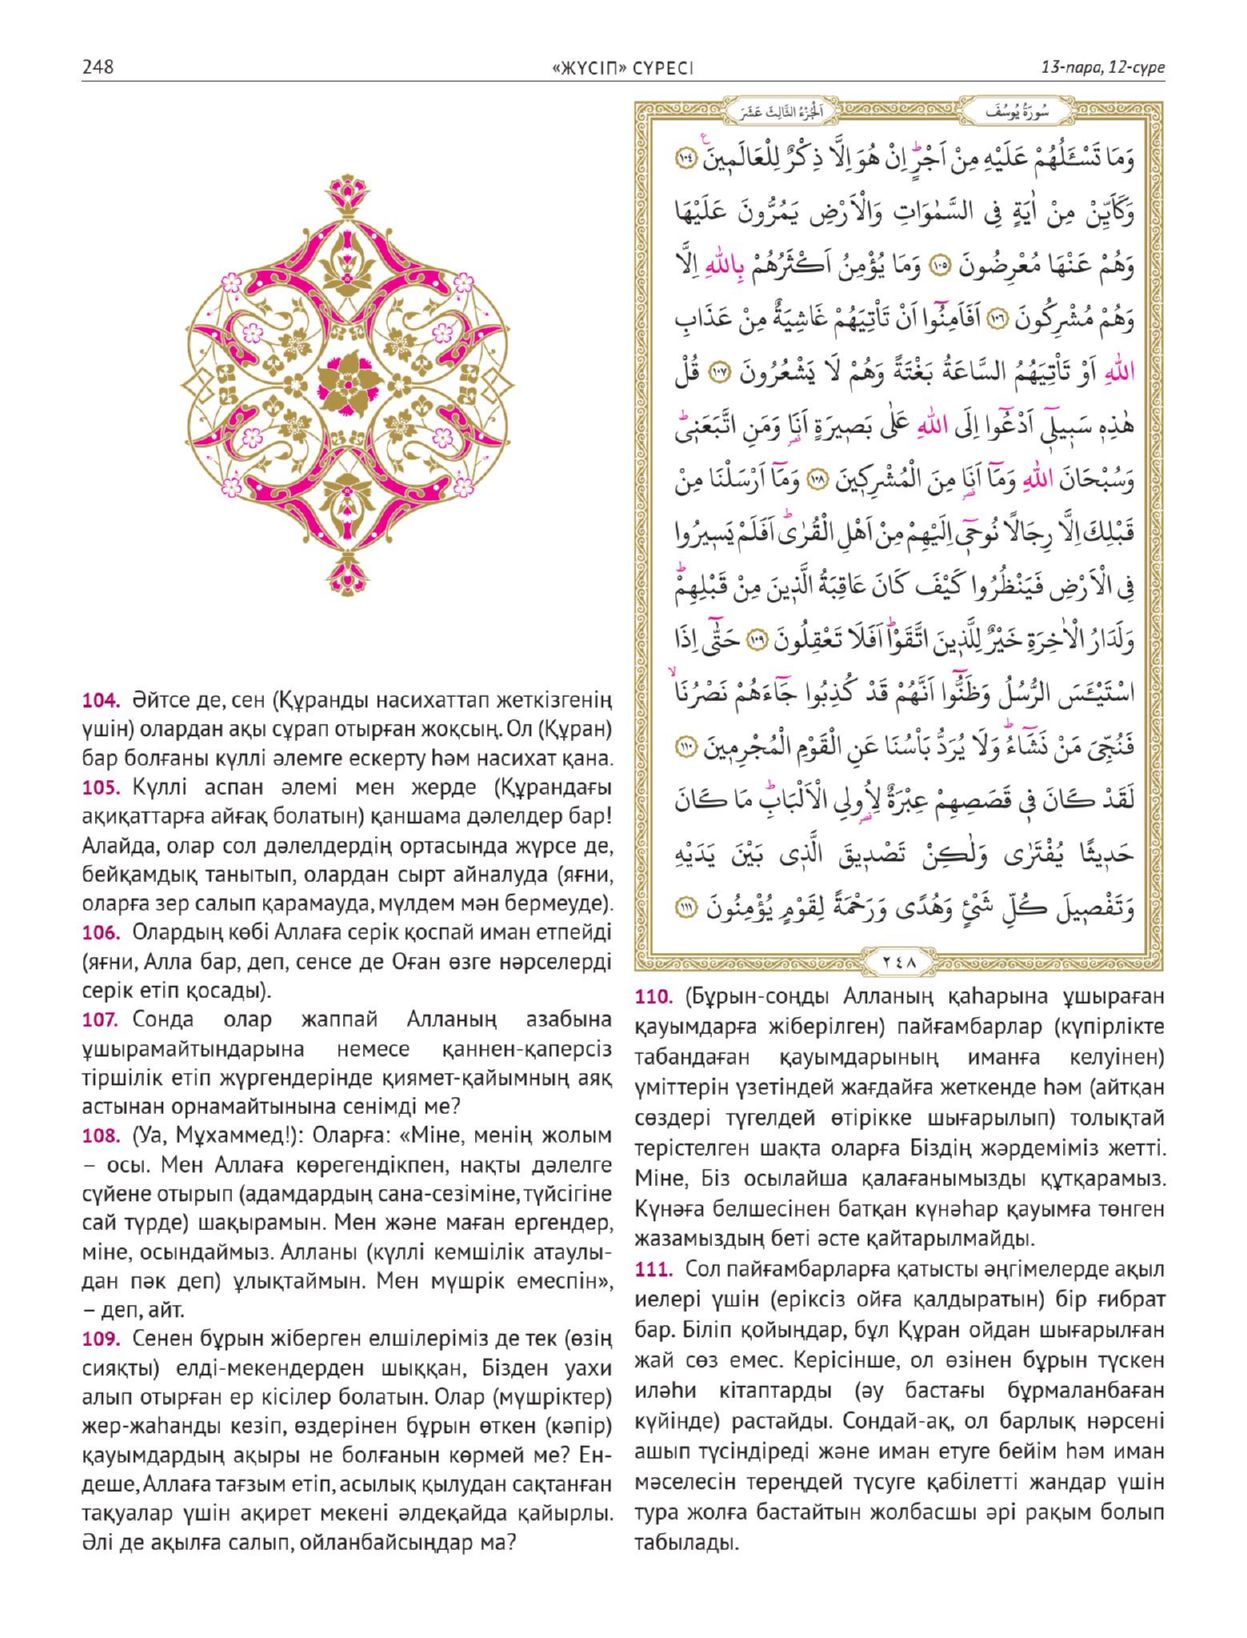 248
«ЖҮСІП» СҮРЕСІ
13-пара, 12-сүре
اَلْجُزْءُ الثَّالِثَ عَشَرَ
سُورَةُ يُوسُفَ
وَمَا تَسْـَٔلُهُمْ عَلَيْهِ مِنْ اَجْرٍۜ اِنْ هُوَ اِلَّا ذِكْرٌ لِلْعَالَم۪ينَ۟ ﴿١٠٤﴾
وَكَاَيِّنْ مِنْ اٰيَةٍ فِي السَّمٰوَاتِ وَالْاَرْضِ يَمُرُّونَ عَلَيْهَا
وَهُمْ عَنْهَا مُعْرِضُونَ ﴿١٠٥﴾ وَمَا يُؤْمِنُ اَكْثَرُهُمْ بِاللّٰهِ اِلَّا
وَهُمْ مُشْرِكُونَ ﴿١٠٦﴾ اَفَاَمِنُٓوا اَنْ تَأْتِيَهُمْ غَاشِيَةٌ مِنْ عَذَابِ
اللّٰهِ اَوْ تَأْتِيَهُمُ السَّاعَةُ بَغْتَةً وَهُمْ لَا يَشْعُرُونَ ﴿١٠٧﴾ قُلْ
هٰذِه۪ سَب۪يل۪ٓي اَدْعُٓوا اِلَى اللّٰهِ عَلٰى بَص۪يرَةٍ اَنَا۬ وَمَنِ اتَّبَعَن۪يۜ
وَسُبْحَانَ اللّٰهِ وَمَٓا اَنَا۬ مِنَ الْمُشْرِك۪ينَ ﴿١٠٨﴾ وَمَٓا اَرْسَلْنَا مِنْ
قَبْلِكَ اِلَّا رِجَالًا نُوح۪ٓي اِلَيْهِمْ مِنْ اَهْلِ الْقُرٰىۜ اَفَلَمْ يَس۪يرُوا
فِي الْاَرْضِ فَيَنْظُرُوا كَيْفَ كَانَ عَاقِبَةُ الَّذ۪ينَ مِنْ قَبْلِهِمْۜ
وَلَدَارُ الْاٰخِرَةِ خَيْرٌ لِلَّذ۪ينَ اتَّقَوْاۜ اَفَلَا تَعْقِلُونَ ﴿١٠٩﴾ حَتّٰٓى اِذَا
اسْتَيْـَٔسَ الرُّسُلُ وَظَنُّٓوا اَنَّهُمْ قَدْ كُذِبُوا جَٓاءَهُمْ نَصْرُنَاۙ
فَنُجِّيَ مَنْ نَشَٓاءُۜ وَلَا يُرَدُّ بَأْسُنَا عَنِ الْقَوْمِ الْمُجْرِم۪ينَ ﴿١١٠﴾
لَقَدْ كَانَ ف۪ي قَصَصِهِمْ عِبْرَةٌ لِاُو۬لِي الْاَلْبَابِۜ مَا كَانَ
حَد۪يثًا يُفْتَرٰى وَلٰكِنْ تَصْد۪يقَ الَّذ۪ي بَيْنَ يَدَيْهِ
وَتَفْص۪يلَ كُلِّ شَيْءٍ وَهُدًى وَرَحْمَةً لِقَوْمٍ يُؤْمِنُونَ ﴿١١١﴾
٢٤٨
104. Әйтсе де, сен (Құранды насихаттап жеткізгенің
үшін) олардан ақы сұрап отырған жоқсың. Ол (Құран)
бар болғаны күллі әлемге ескерту һәм насихат қана.
105. Күллі аспан әлемі мен жерде (Құрандағы
ақиқаттарға айғақ болатын) қаншама дәлелдер бар!
Алайда, олар сол дәлелдердің ортасында жүрсе де,
бейқамдық танытып, олардан сырт айналуда (яғни,
оларға зер салып қарамауда, мүлдем мән бермеуде).
106. Олардың көбі Аллаға серік қоспай иман етпейді
(яғни, Алла бар, деп, сенсе де Оған өзге нәрселерді
серік етіп қосады).
107. Сонда олар жаппай Алланың азабына
ұшырамайтындарына немесе қаннен-қаперсіз
тіршілік етіп жүргендерінде қиямет-қайымның аяқ
астынан орнамайтынына сенімді ме?
108. (Уа, Мұхаммед!): Оларға: «Міне, менің жолым
– осы. Мен Аллаға көрегендікпен, нақты дәлелге
сүйене отырып (адамдардың сана-сезіміне, түйсігіне
сай түрде) шақырамын. Мен және маған ергендер,
міне, осындаймыз. Алланы (күллі кемшілік атаулы-
дан пәк деп) ұлықтаймын. Мен мүшрік емеспін»,
– деп, айт.
109. Сенен бұрын жіберген елшілеріміз де тек (өзің
сияқты) елді-мекендерден шыққан, Бізден уахи
алып отырған ер кісілер болатын. Олар (мүшріктер)
жер-жаһанды кезіп, өздерінен бұрын өткен (кәпір)
қауымдардың ақыры не болғанын көрмей ме? Ен-
деше, Аллаға тағзым етіп, асылық қылудан сақтанған
тақуалар үшін ақирет мекені әлдеқайда қайырлы.
Әлі де ақылға салып, ойланбайсыңдар ма?
110. (Бұрын-соңды Алланың қаһарына ұшыраған
қауымдарға жіберілген) пайғамбарлар (күпірлікте
табандаған қауымдарының иманға келуінен)
үміттерін үзетіндей жағдайға жеткенде һәм (айтқан
сөздері түгелдей өтірікке шығарылып) толықтай
терістелген шақта оларға Біздің жәрдеміміз жетті.
Міне, Біз осылайша қалағанымызды құтқарамыз.
Күнәға белшесінен батқан күнәһар қауымға төнген
жазамыздың беті әсте қайтарылмайды.
111. Сол пайғамбарларға қатысты әңгімелерде ақыл
иелері үшін (еріксіз ойға қалдыратын) бір ғибрат
бар. Біліп қойыңдар, бұл Құран ойдан шығарылған
жай сөз емес. Керісінше, ол өзінен бұрын түскен
иләһи кітаптарды (әу бастағы бұрмаланбаған
күйінде) растайды. Сондай-ақ, ол барлық нәрсені
ашып түсіндіреді және иман етуге бейім һәм иман
мәселесін тереңдей түсуге қабілетті жандар үшін
тура жолға бастайтын жолбасшы әрі рақым болып
табылады.